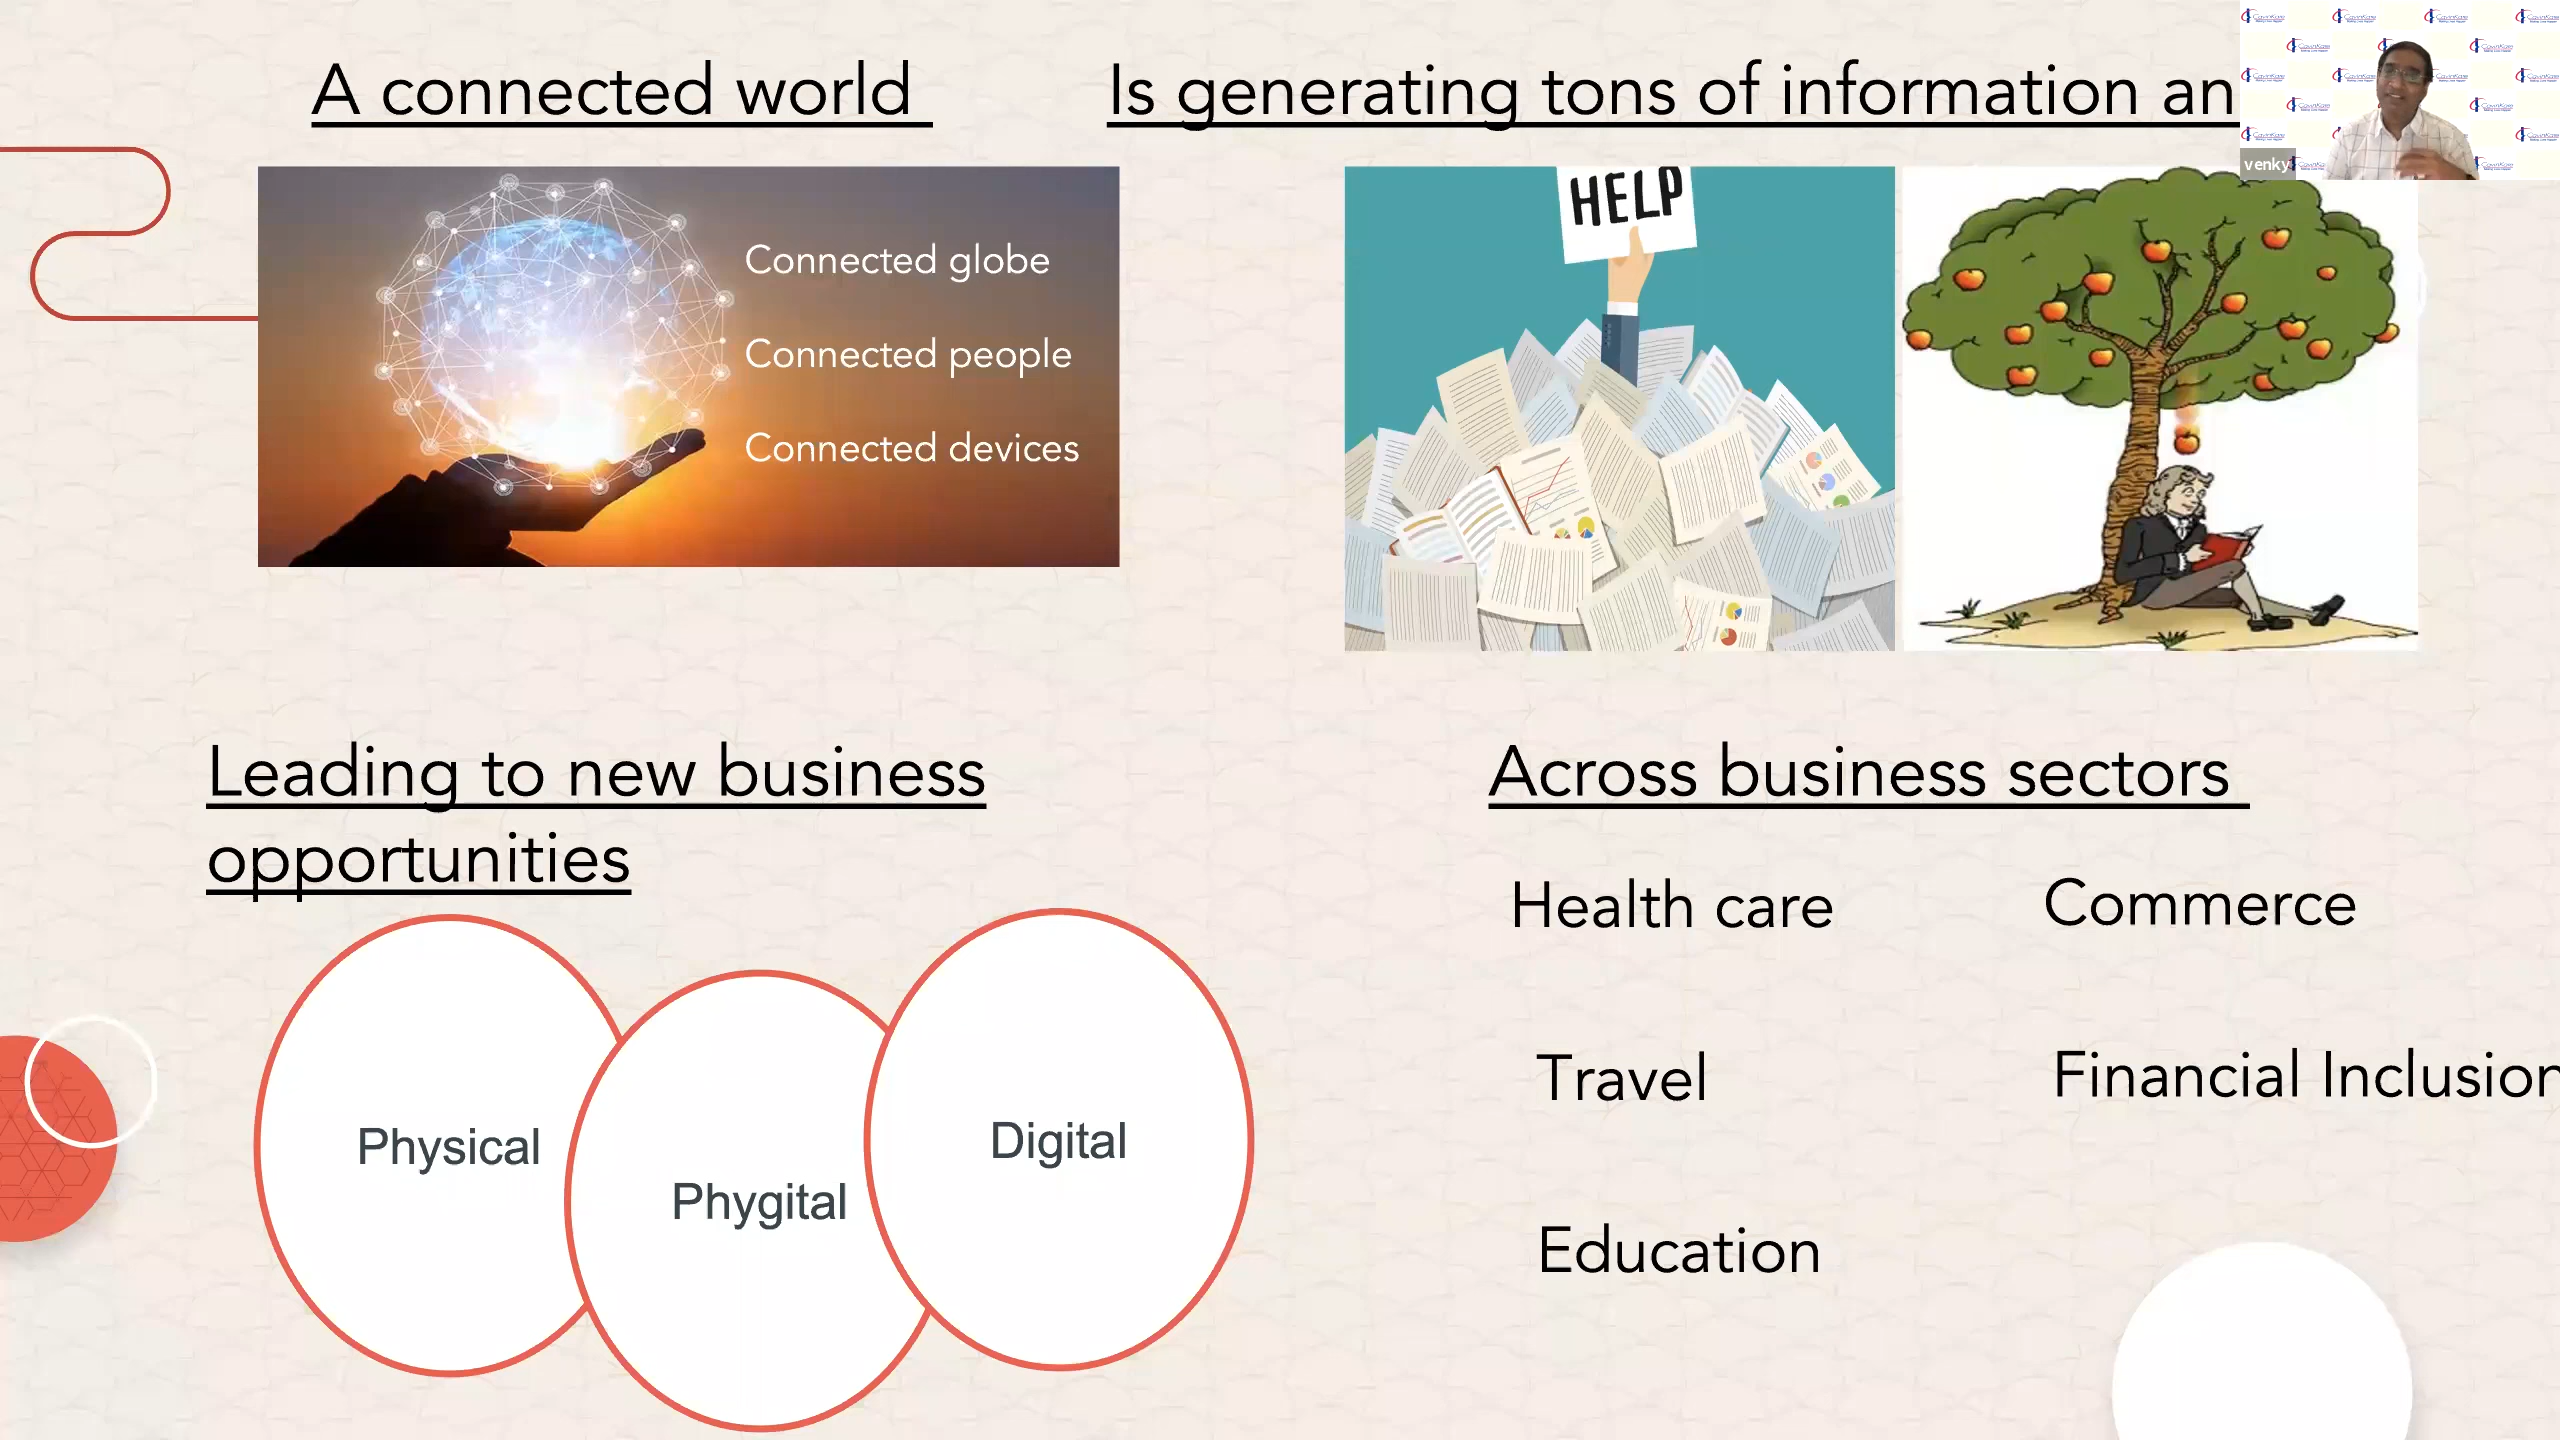 A connected world
Is generating tons of information an
venky
CavinKare
HELP
Connected globe
Connected people
Connected devices
Leading to new business
opportunities
Across business sectors
Health care
Commerce
Travel
Financial Inclusion
Education
Physical
Phygital
Digital